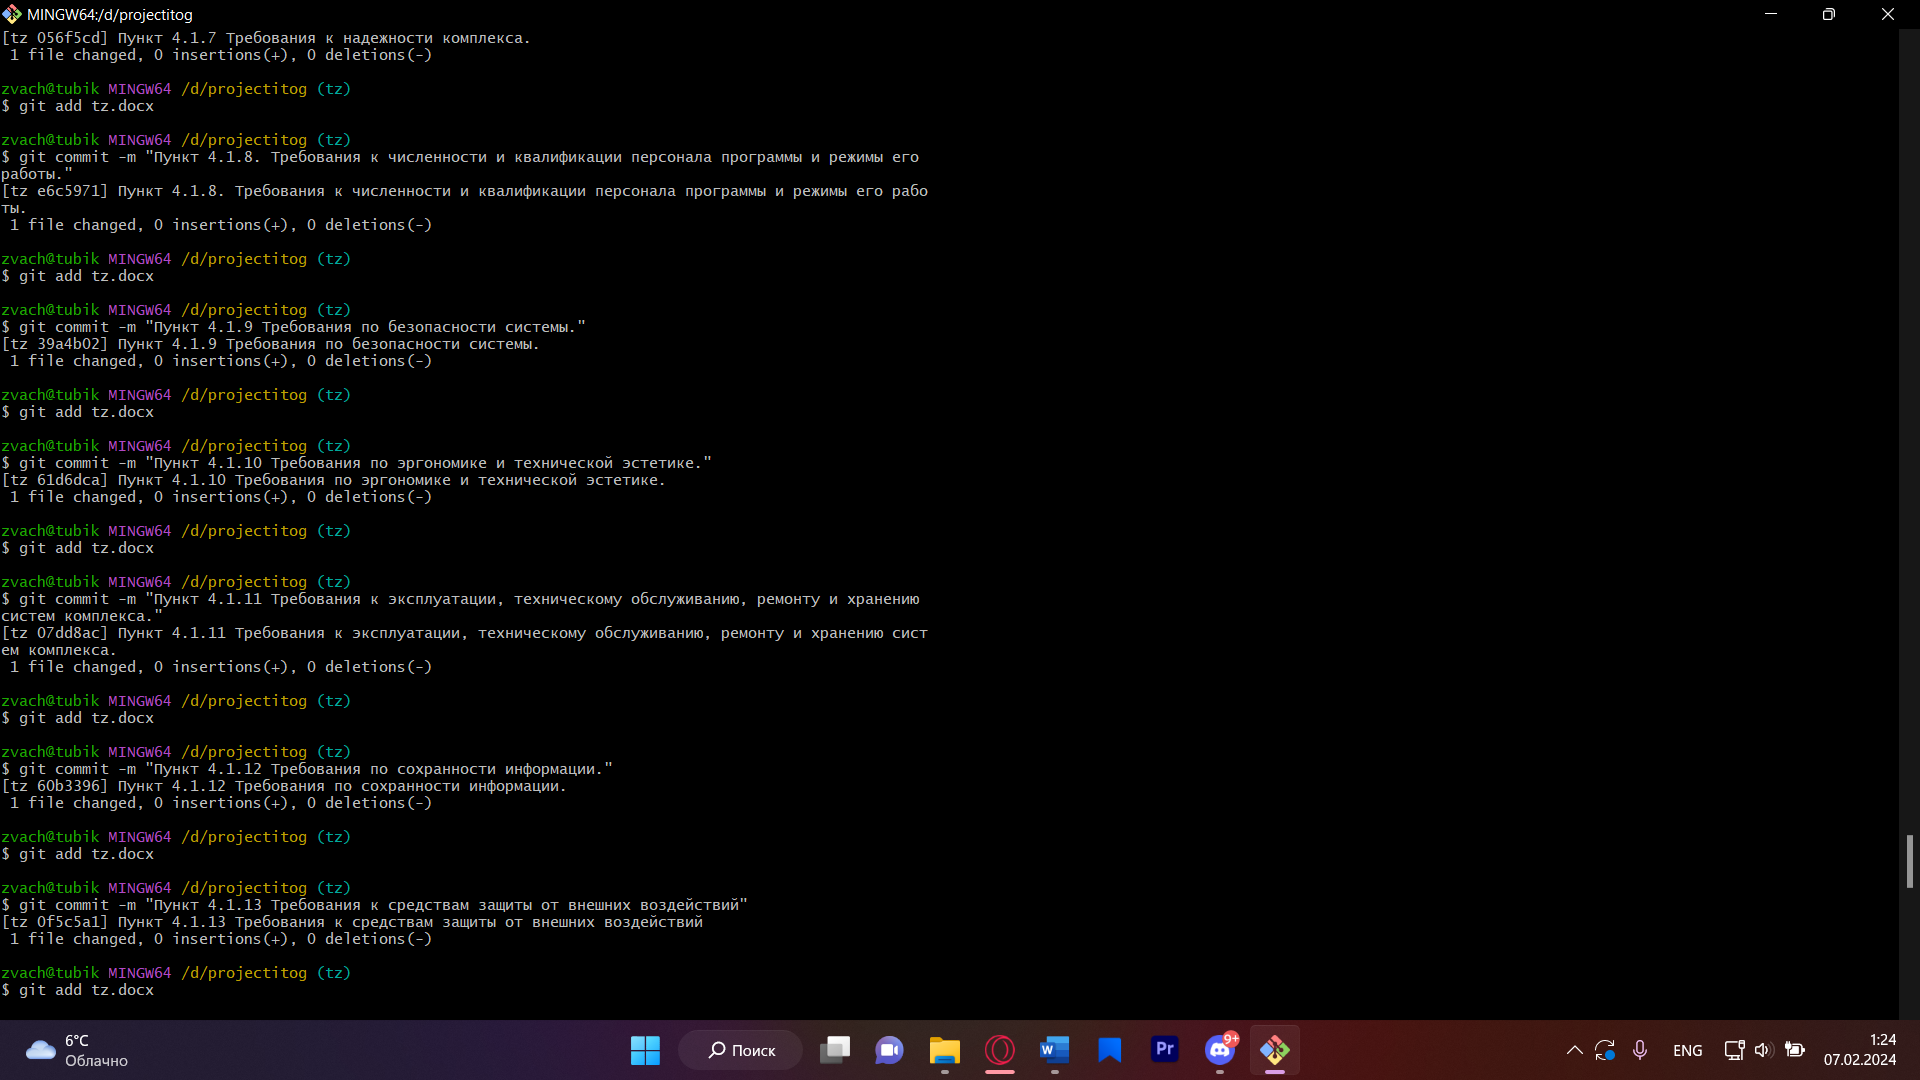 MINGW64:/d/projectitog
[tz 056f5cd] Пункт 4.1.7 Требования к надежности комплекса.
 1 file changed, 0 insertions(+), 0 deletions(-)
zvach@tubik MINGW64 /d/projectitog (tz)
$ git add tz.docx
zvach@tubik MINGW64 /d/projectitog (tz)
$ git commit -m "Пункт 4.1.8. Требования к численности и квалификации персонала программы и режимы его
работы."
[tz e6c5971] Пункт 4.1.8. Требования к численности и квалификации персонала программы и режимы его рабо
ты.
 1 file changed, 0 insertions(+), 0 deletions(-)
zvach@tubik MINGW64 /d/projectitog (tz)
$ git add tz.docx
zvach@tubik MINGW64 /d/projectitog (tz)
$ git commit -m "Пункт 4.1.9 Требования по безопасности системы."
[tz 39a4b02] Пункт 4.1.9 Требования по безопасности системы.
 1 file changed, 0 insertions(+), 0 deletions(-)
zvach@tubik MINGW64 /d/projectitog (tz)
$ git add tz.docx
zvach@tubik MINGW64 /d/projectitog (tz)
$ git commit -m "Пункт 4.1.10 Требования по эргономике и технической эстетике."
[tz 61d6dca] Пункт 4.1.10 Требования по эргономике и технической эстетике.
 1 file changed, 0 insertions(+), 0 deletions(-)
zvach@tubik MINGW64 /d/projectitog (tz)
$ git add tz.docx
zvach@tubik MINGW64 /d/projectitog (tz)
$ git commit -m "Пункт 4.1.11 Требования к эксплуатации, техническому обслуживанию, ремонту и хранению
систем комплекса."
[tz 07dd8ac] Пункт 4.1.11 Требования к эксплуатации, техническому обслуживанию, ремонту и хранению сист
ем комплекса.
 1 file changed, 0 insertions(+), 0 deletions(-)
zvach@tubik MINGW64 /d/projectitog (tz)
$ git add tz.docx
zvach@tubik MINGW64 /d/projectitog (tz)
$ git commit -m "Пункт 4.1.12 Требования по сохранности информации."
[tz 60b3396] Пункт 4.1.12 Требования по сохранности информации.
 1 file changed, 0 insertions(+), 0 deletions(-)
zvach@tubik MINGW64 /d/projectitog (tz)
$ git add tz.docx
zvach@tubik MINGW64 /d/projectitog (tz)
$ git commit -m "Пункт 4.1.13 Требования к средствам защиты от внешних воздействий"
[tz 0f5c5a1] Пункт 4.1.13 Требования к средствам защиты от внешних воздействий
 1 file changed, 0 insertions(+), 0 deletions(-)
zvach@tubik MINGW64 /d/projectitog (tz)
$ git add tz.docx
6°C
Облачно
Поиск
W
Pr
9+
ENG
1:24
07.02.2024